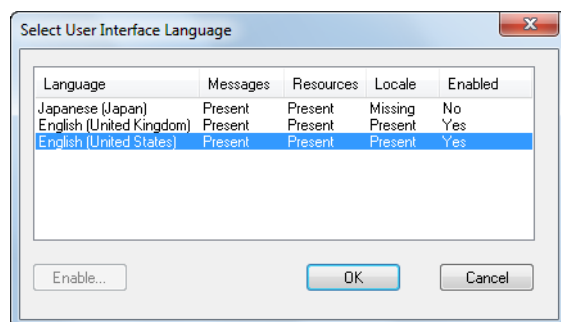 Select User Interface Language
Language Messages Resources Locale Enabled
Japanese (Japan) Present Present Missing No
English (United Kingdom) Present Present Present Yes
English (United States) Present Present Present Yes
Enable... OK Cancel